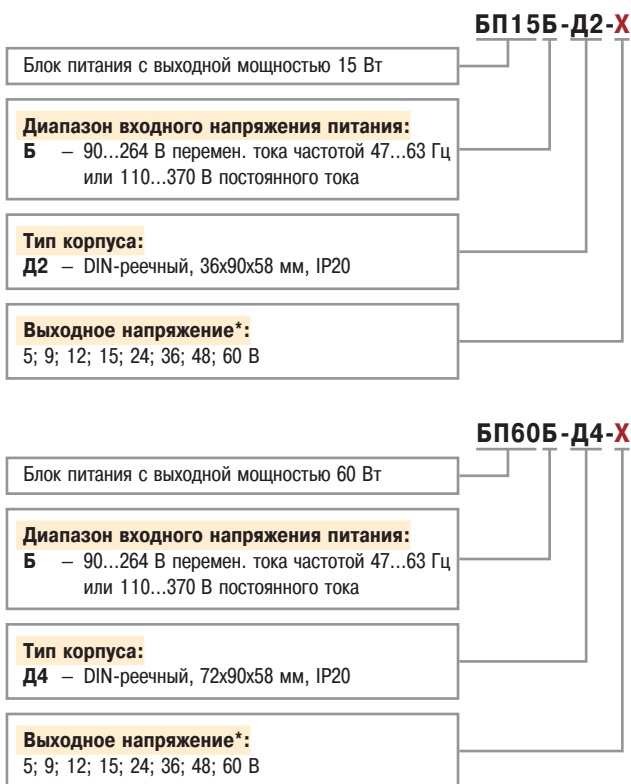 БП15Б-Д2-Х
Блок питания с выходной мощностью 15 Вт
Диапазон входного напряжения питания:
Б – 90...264 В перемен. тока частотой 47...63 Гц
или 110...370 В постоянного тока
Тип корпуса:
Д2 – DIN-реечный, 36х90х58 мм, IP20
Выходное напряжение*:
5; 9; 12; 15; 24; 36; 48; 60 В
БП60Б-Д4-Х
Блок питания с выходной мощностью 60 Вт
Диапазон входного напряжения питания:
Б – 90...264 В перемен. тока частотой 47...63 Гц
или 110...370 В постоянного тока
Тип корпуса:
Д4 – DIN-реечный, 72х90х58 мм, IP20
Выходное напряжение*:
5; 9; 12; 15; 24; 36; 48; 60 В